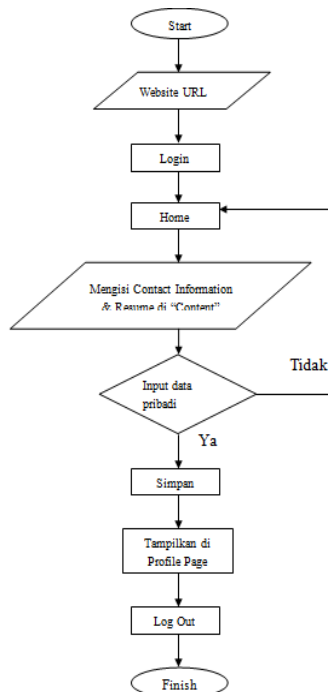 Start
Website URL
Login
Home
Mengisi Contact Information
& Resume di “Content”
Input data
pribadi
Tidak
Ya
Simpan
Tampilkan di
Profile Page
Log Out
Finish